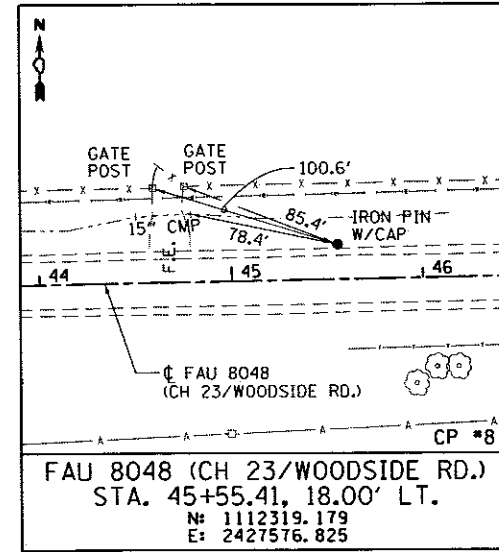 N
GATE POST
GATE POST
100.6'
85.4'
78.4'
IRON PIN
W/CAP
15" CMP
F.E.
44
45
46
℄ FAU 8048
(CH 23/WOODSIDE RD.)
CP #8
FAU 8048 (CH 23/WOODSIDE RD.)
STA. 45+55.41, 18.00' LT.
N: 1112319.179
E: 2427576.825